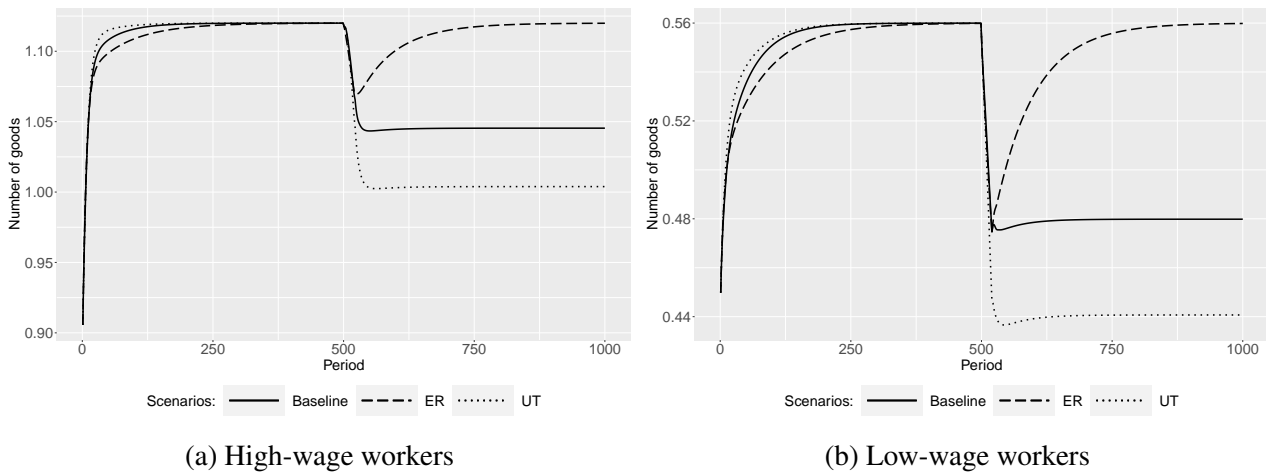 Number of goods
1.10
1.05
1.00
0.95
0.90
0 250 500 750 1000
Period
Scenarios: Baseline ER UT
(a) High-wage workers
Number of goods
0.56
0.52
0.48
0.44
0 250 500 750 1000
Period
Scenarios: Baseline ER UT
(b) Low-wage workers